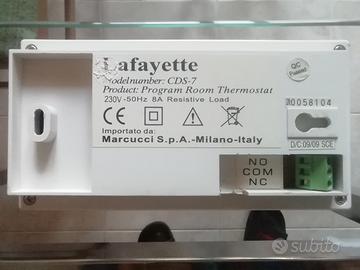 Lafayette
Modelnumber: CDS-7
Product: Program Room Thermostat
230V -50Hz 8A Resistive Load
QC
Passed
0058104
Importato da:
Marcucci S.p.A.-Milano-Italy
D/C:09/09 SCE
NO
COM
NC
subito